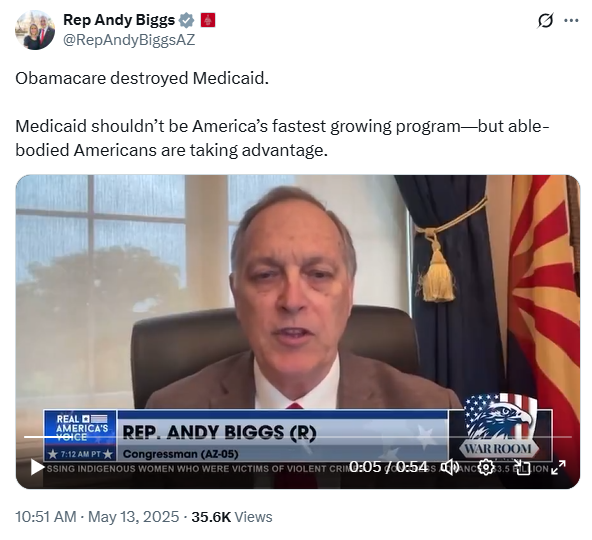 Rep Andy Biggs
@RepAndyBiggsAZ
Obamacare destroyed Medicaid.
Medicaid shouldn’t be America’s fastest growing program—but able-
bodied Americans are taking advantage.
REAL
AMERICA'S
VOICE
7:12 AM PT
REP. ANDY BIGGS (R)
Congressman (AZ-05)
WAR ROOM
SSING INDIGENOUS WOMEN WHO WERE VICTIMS OF VIOLENT
0:05 / 0:54
10:51 AM · May 13, 2025 · 35.6K Views